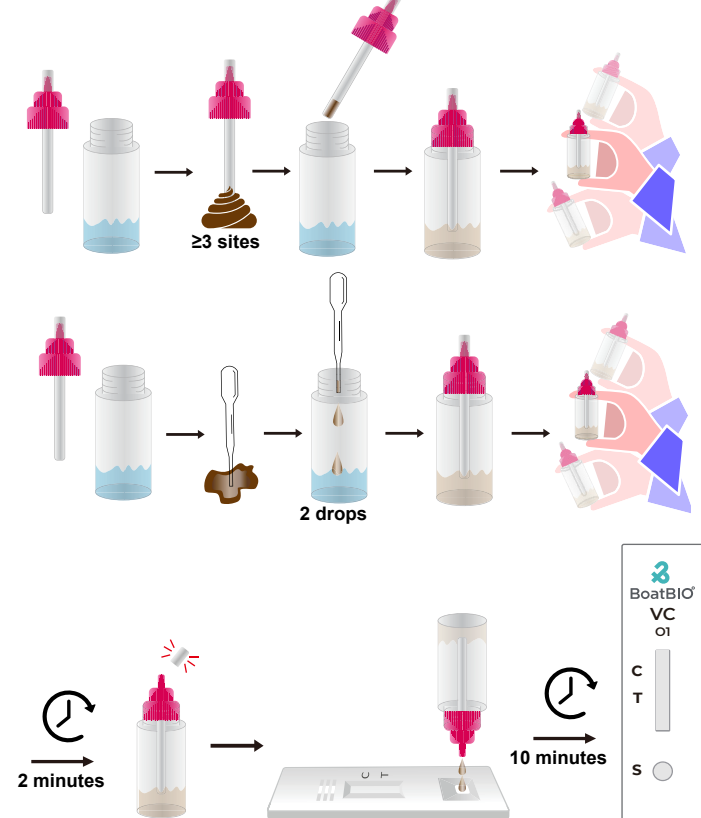 ≥3 sites
2 drops
BoatBIO
VC
O1
C
T
2 minutes
C
T
10 minutes
S